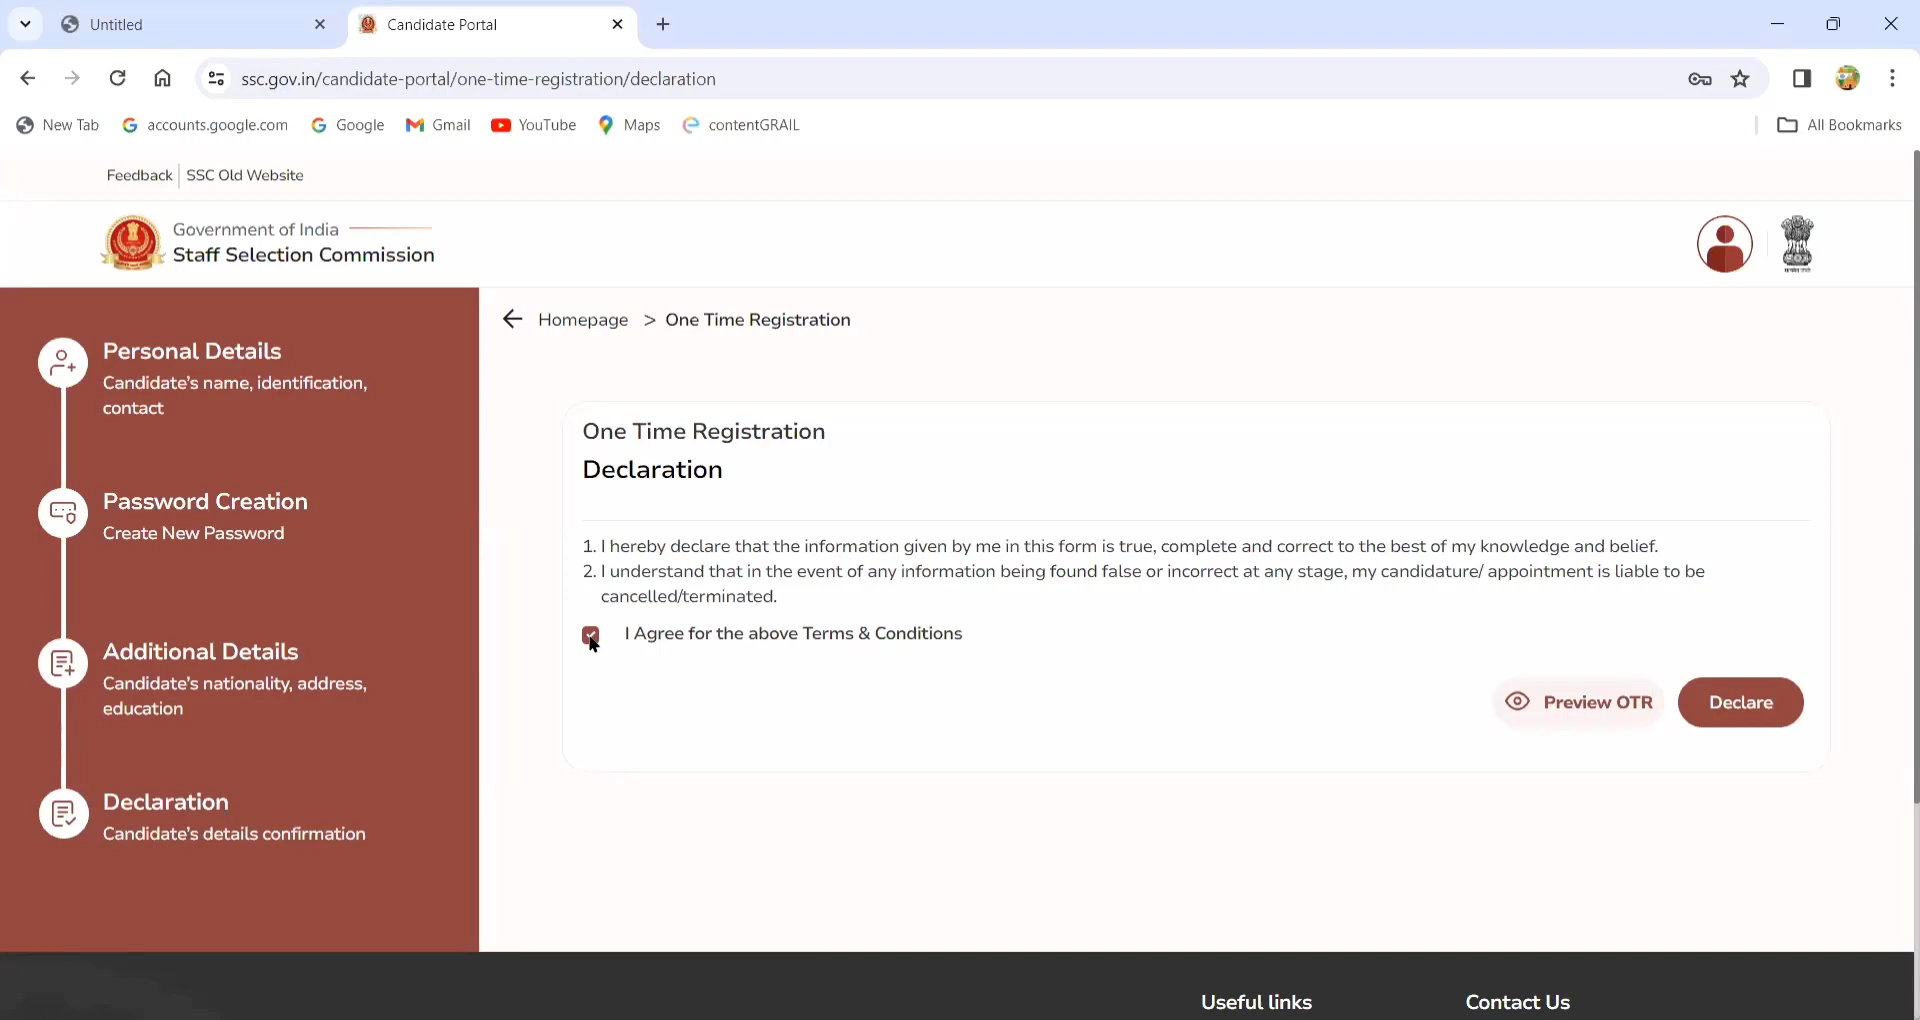 Untitled
Candidate Portal
ssc.gov.in/candidate-portal/one-time-registration/declaration
New Tab
accounts.google.com
Google
Gmail
YouTube
Maps
contentGRAIL
All Bookmarks
Feedback
SSC Old Website
Government of India
Staff Selection Commission
Personal Details
Candidate's name, identification,
contact
Password Creation
Create New Password
Additional Details
Candidate's nationality, address,
education
Declaration
Candidate's details confirmation
Homepage > One Time Registration
One Time Registration
Declaration
1. I hereby declare that the information given by me in this form is true, complete and correct to the best of my knowledge and belief.
2. I understand that in the event of any information being found false or incorrect at any stage, my candidature/ appointment is liable to be
cancelled/terminated.
I Agree for the above Terms & Conditions
Preview OTR
Declare
Useful links
Contact Us